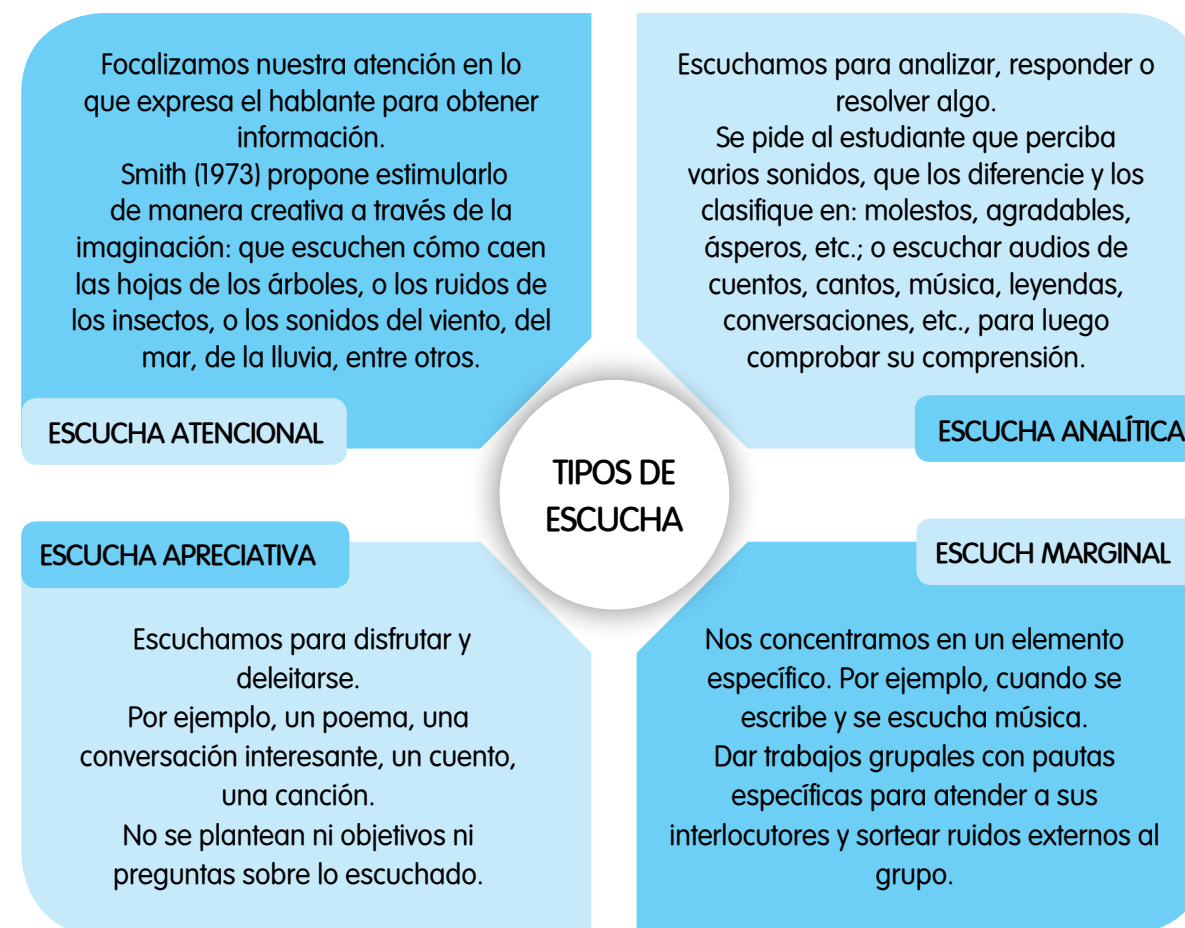 Focalizamos nuestra atención en lo
que expresa el hablante para obtener
información.
Smith (1973) propone estimularlo
de manera creativa a través de la
imaginación: que escuchen cómo caen
las hojas de los árboles, o los ruidos de
los insectos, o los sonidos del viento, del
mar, de la lluvia, entre otros.
ESCUCHA ATENCIONAL
Escuchamos para analizar, responder o
resolver algo.
Se pide al estudiante que perciba
varios sonidos, que los diferencie y los
clasifique en: molestos, agradables,
ásperos, etc.; o escuchar audios de
cuentos, cantos, música, leyendas,
conversaciones, etc., para luego
comprobar su comprensión.
ESCUCHA ANALÍTICA
TIPOS DE
ESCUCHA
ESCUCHA APRECIATIVA
Escuchamos para disfrutar y
deleitarse.
Por ejemplo, un poema, una
conversación interesante, un cuento,
una canción.
No se plantean ni objetivos ni
preguntas sobre lo escuchado.
ESCUCH MARGINAL
Nos concentramos en un elemento
específico. Por ejemplo, cuando se
escribe y se escucha música.
Dar trabajos grupales con pautas
específicas para atender a sus
interlocutores y sortear ruidos externos al
grupo.